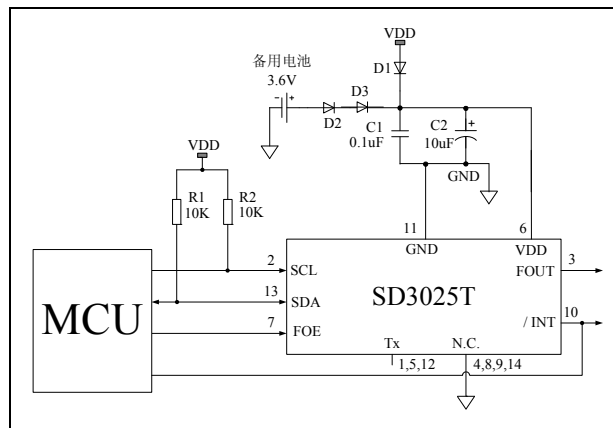 VDD
备用电池
3.6V
D1
D3
- +
D2
C1
0.1uF
C2
+
10uF
GND
VDD
R1
10K
R2
10K
11
GND
6
VDD
2
SCL
FOUT
3
MCU
13
SDA
SD3025T
10
/ INT
7
FOE
Tx
N.C.
1,5,12
4,8,9,14